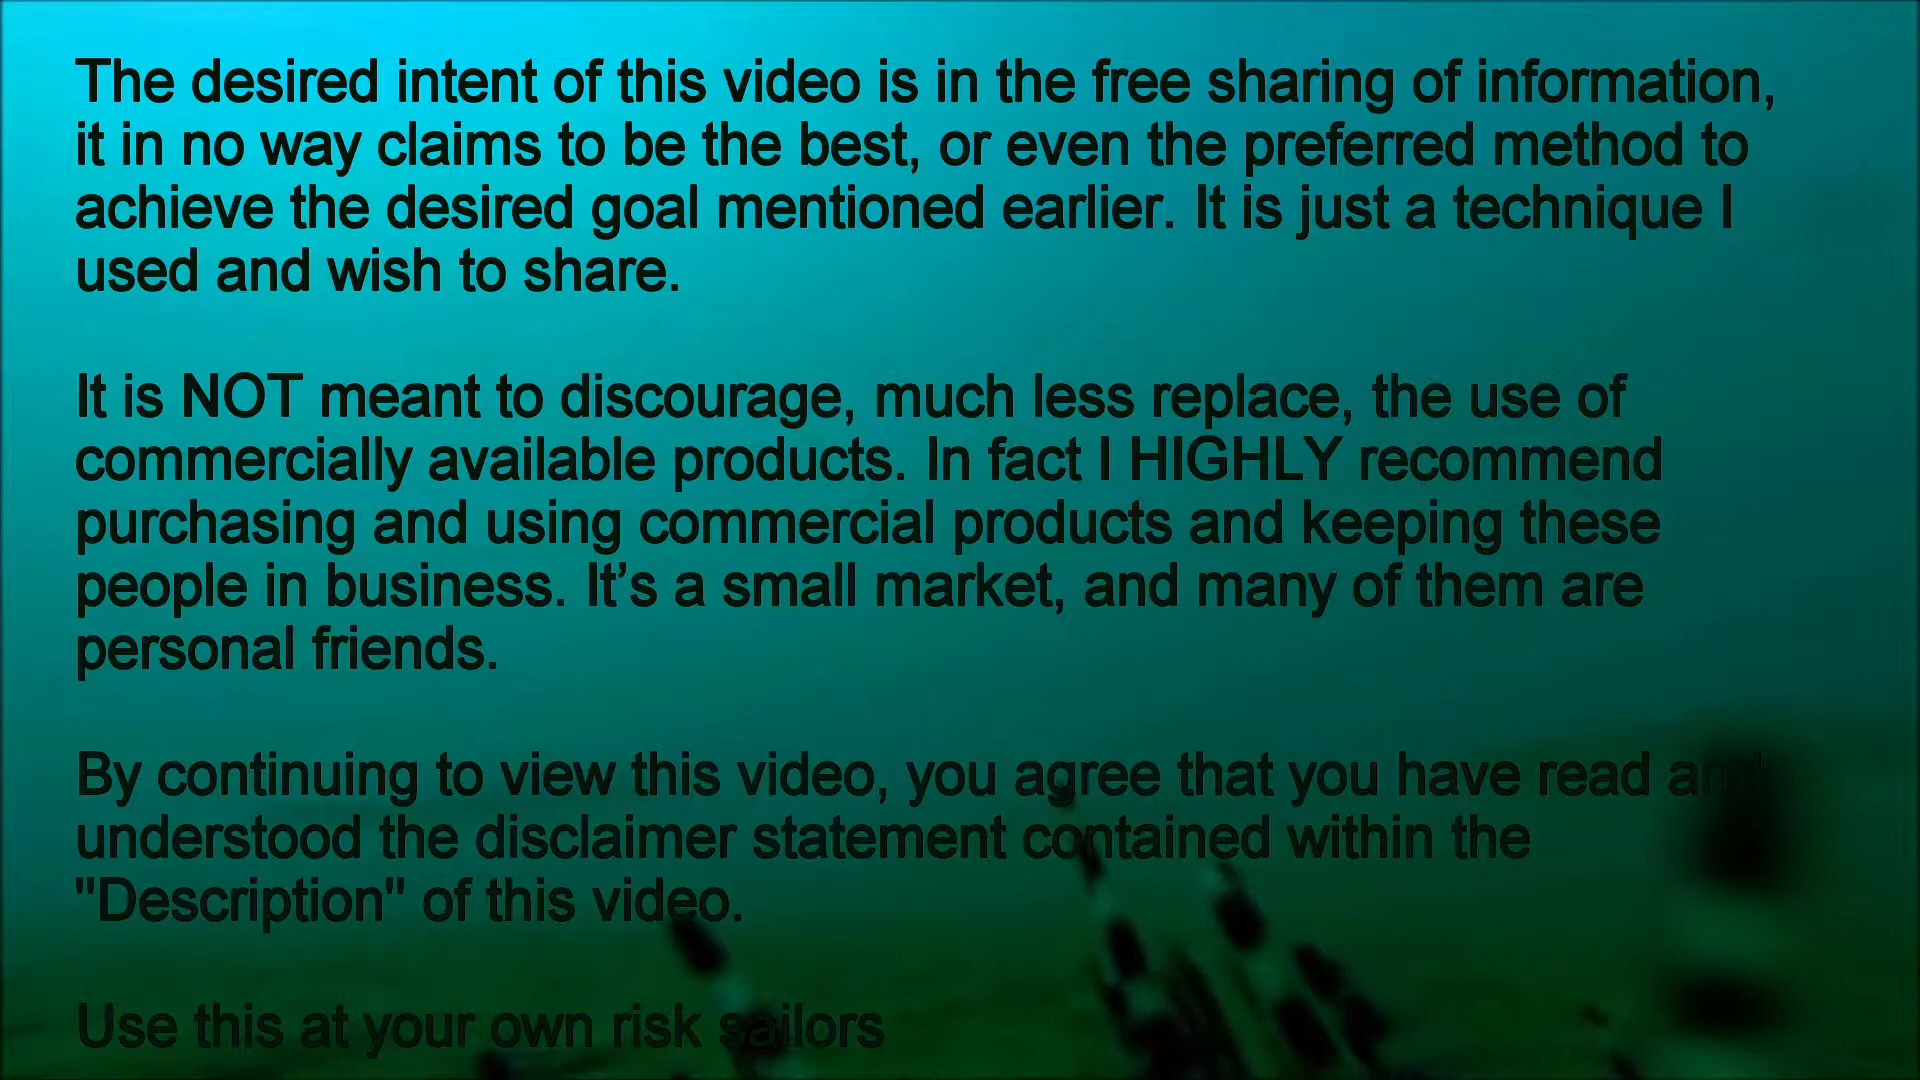 The desired intent of this video is in the free sharing of information,
it in no way claims to be the best, or even the preferred method to
achieve the desired goal mentioned earlier. It is just a technique I
used and wish to share.
It is NOT meant to discourage, much less replace, the use of
commercially available products. In fact I HIGHLY recommend
purchasing and using commercial products and keeping these
people in business. It’s a small market, and many of them are
personal friends.
By continuing to view this video, you agree that you have read and
understood the disclaimer statement contained within the
"Description" of this video.
Use this at your own risk sailors